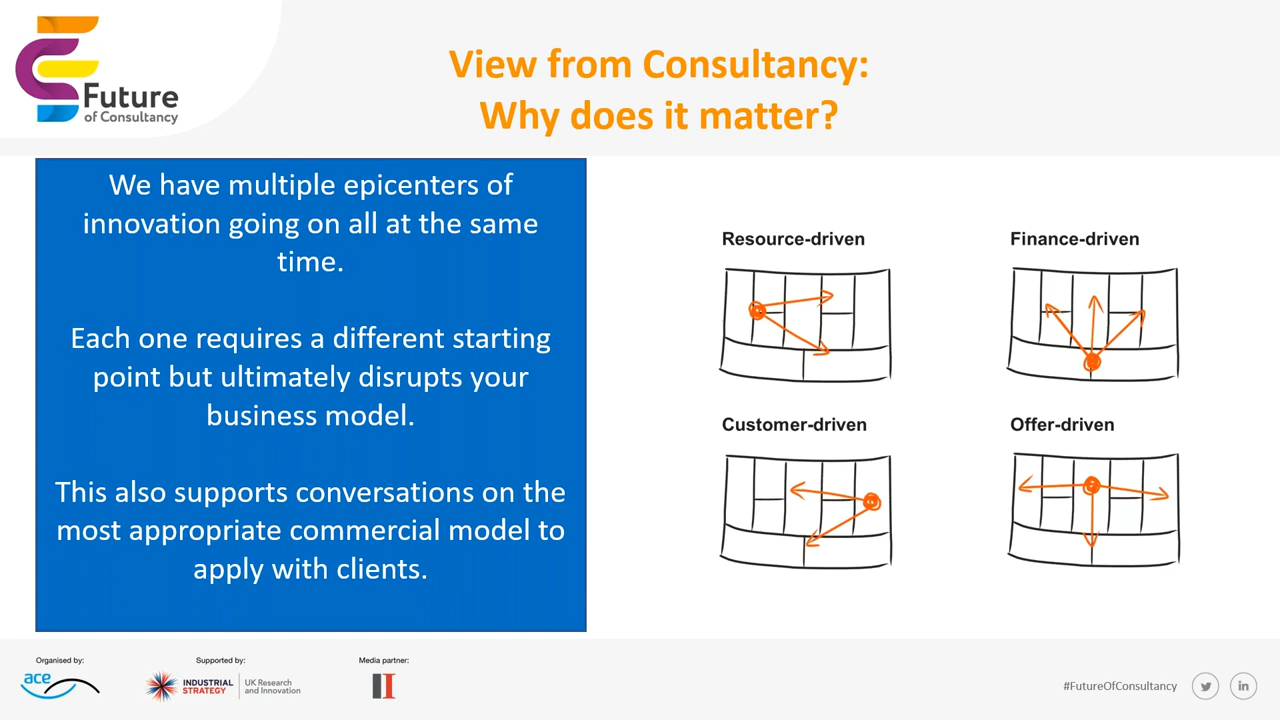 Future
of Consultancy
View from Consultancy:
Why does it matter?
We have multiple epicenters of
innovation going on all at the same
time.
Each one requires a different starting
point but ultimately disrupts your
business model.
This also supports conversations on the
most appropriate commercial model to
apply with clients.
Resource-driven
Finance-driven
Customer-driven
Offer-driven
Organised by:
ace
Supported by:
INDUSTRIAL
STRATEGY
UK Research
and Innovation
Media partner:
#FutureOfConsultancy
in